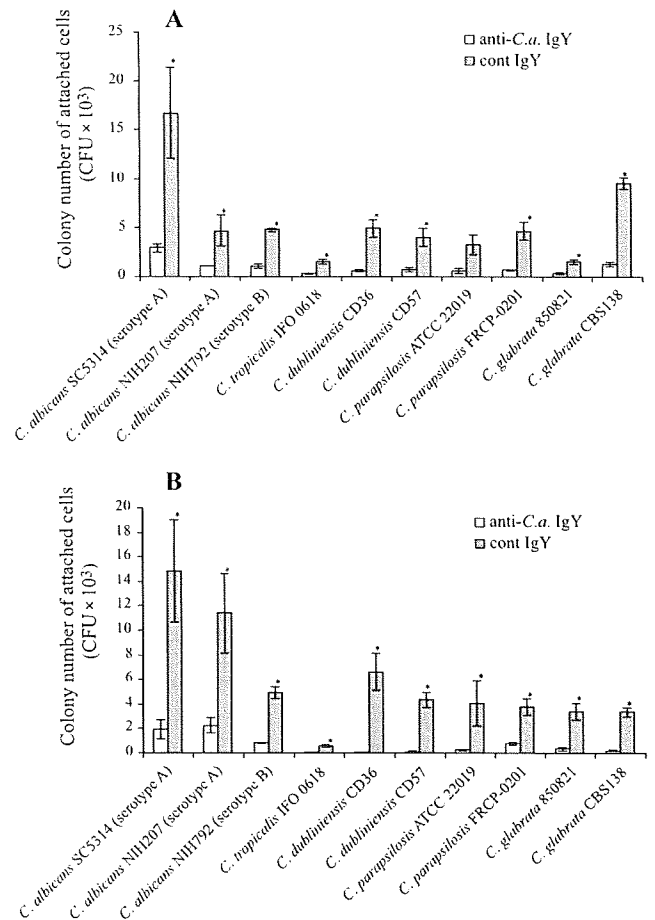 A
Colony number of attached cells
(CFU × 10³)
25
20
15
10
5
0
anti-C.a. IgY
cont IgY
*
*
*
*
*
*
*
*
*
C. albicans SC5314 (serotype A)
C. albicans NIH207 (serotype A)
C. albicans NIH792 (serotype B)
C. tropicalis IFO 0618
C. dubliniensis CD36
C. dubliniensis CD57
C. parapsilosis ATCC 22019
C. parapsilosis FRCP-0201
C. glabrata 850821
C. glabrata CBS138
B
Colony number of attached cells
(CFU × 10³)
20
18
16
14
12
10
8
6
4
2
0
anti-C.a. IgY
cont IgY
*
*
*
*
*
*
*
*
*
*
C. albicans SC5314 (serotype A)
C. albicans NIH207 (serotype A)
C. albicans NIH792 (serotype B)
C. tropicalis IFO 0618
C. dubliniensis CD36
C. dubliniensis CD57
C. parapsilosis ATCC 22019
C. parapsilosis FRCP-0201
C. glabrata 850821
C. glabrata CBS138